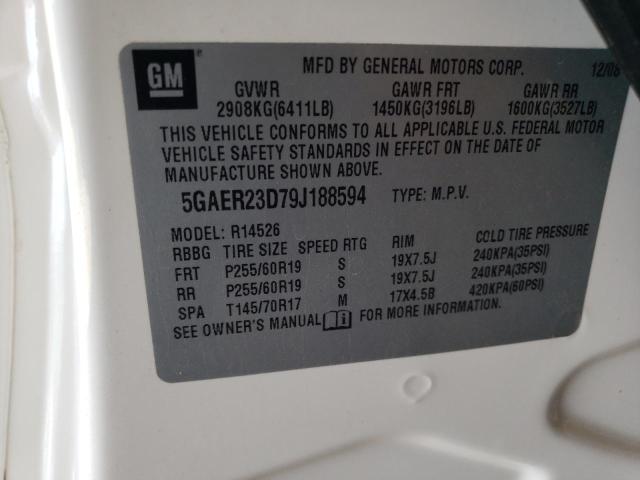 GM
MFD BY GENERAL MOTORS CORP. 12/08
GVWR GAWR FRT GAWR RR
2908KG(6411LB) 1450KG(3196LB) 1600KG(3527LB)
THIS VEHICLE CONFORMS TO ALL APPLICABLE U.S. FEDERAL MOTOR
VEHICLE SAFETY STANDARDS IN EFFECT ON THE DATE OF
MANUFACTURE SHOWN ABOVE.
5GAER23D79J188594 TYPE: M.P.V.
MODEL: R14526
RBBG TIRE SIZE SPEED RTG RIM COLD TIRE PRESSURE
FRT P255/60R19 S 19X7.5J 240KPA(35PSI)
RR P255/60R19 S 19X7.5J 240KPA(35PSI)
SPA T145/70R17 M 17X4.5B 420KPA(60PSI)
SEE OWNER'S MANUAL i FOR MORE INFORMATION.